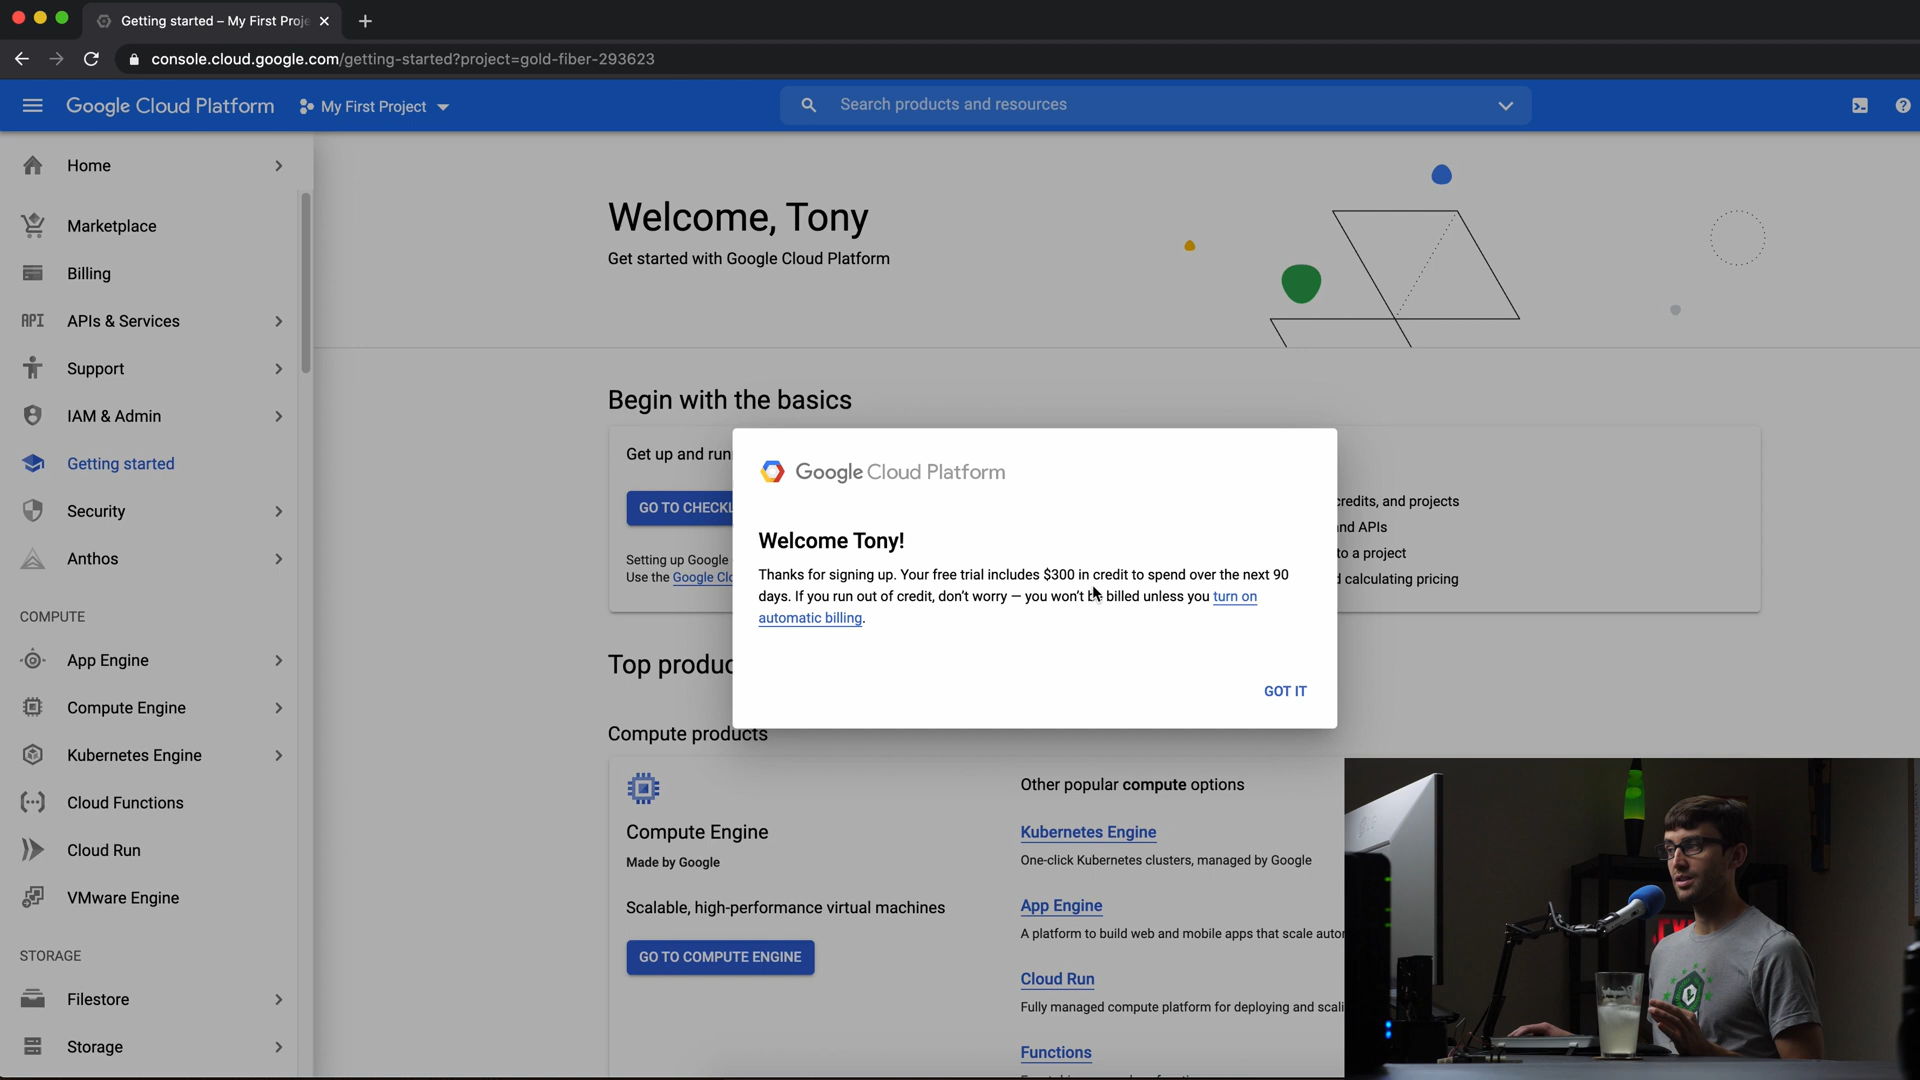 Getting started – My First Proje
console.cloud.google.com/getting-started?project=gold-fiber-293623
Google Cloud Platform
My First Project
Search products and resources
Home
Marketplace
Billing
API
APIs & Services
Support
IAM & Admin
Getting started
Security
Anthos
COMPUTE
App Engine
Compute Engine
Kubernetes Engine
Cloud Functions
Cloud Run
VMware Engine
STORAGE
Filestore
Storage
Welcome, Tony
Get started with Google Cloud Platform
Begin with the basics
Get up and run
GO TO CHECKL
Setting up Google
Use the Google Clo
credits, and projects
nd APIs
to a project
calculating pricing
Google Cloud Platform
Welcome Tony!
Thanks for signing up. Your free trial includes $300 in credit to spend over the next 90
days. If you run out of credit, don't worry — you won't be billed unless you turn on
automatic billing.
GOT IT
Top produc
Compute products
Compute Engine
Made by Google
Scalable, high-performance virtual machines
GO TO COMPUTE ENGINE
Other popular compute options
Kubernetes Engine
One-click Kubernetes clusters, managed by Google
App Engine
A platform to build web and mobile apps that scale autor
Cloud Run
Fully managed compute platform for deploying and scali
Functions